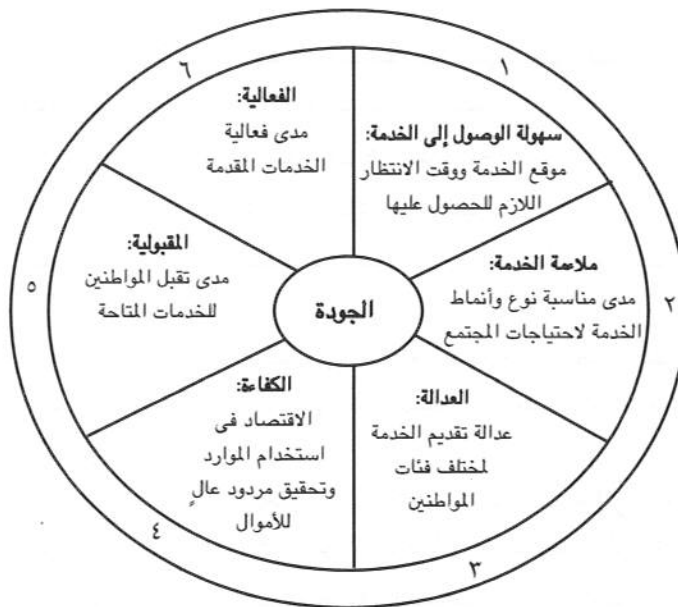 ١
سهولة الوصول إلى الخدمة:
موقع الخدمة ووقت الانتظار
اللازم للحصول عليها
٢
ملاءمة الخدمة:
مدى مناسبة نوع وأنماط
الخدمة لاحتياجات المجتمع
٣
العدالة:
عدالة تقديم الخدمة
لمختلف فئات
المواطنين
٤
الكفاءة:
الاقتصاد فى
استخدام الموارد
وتحقيق مردود عالٍ
للأموال
٥
المقبولية:
مدى تقبل المواطنين
للخدمات المتاحة
٦
الفعالية:
مدى فعالية
الخدمات المقدمة
الجودة